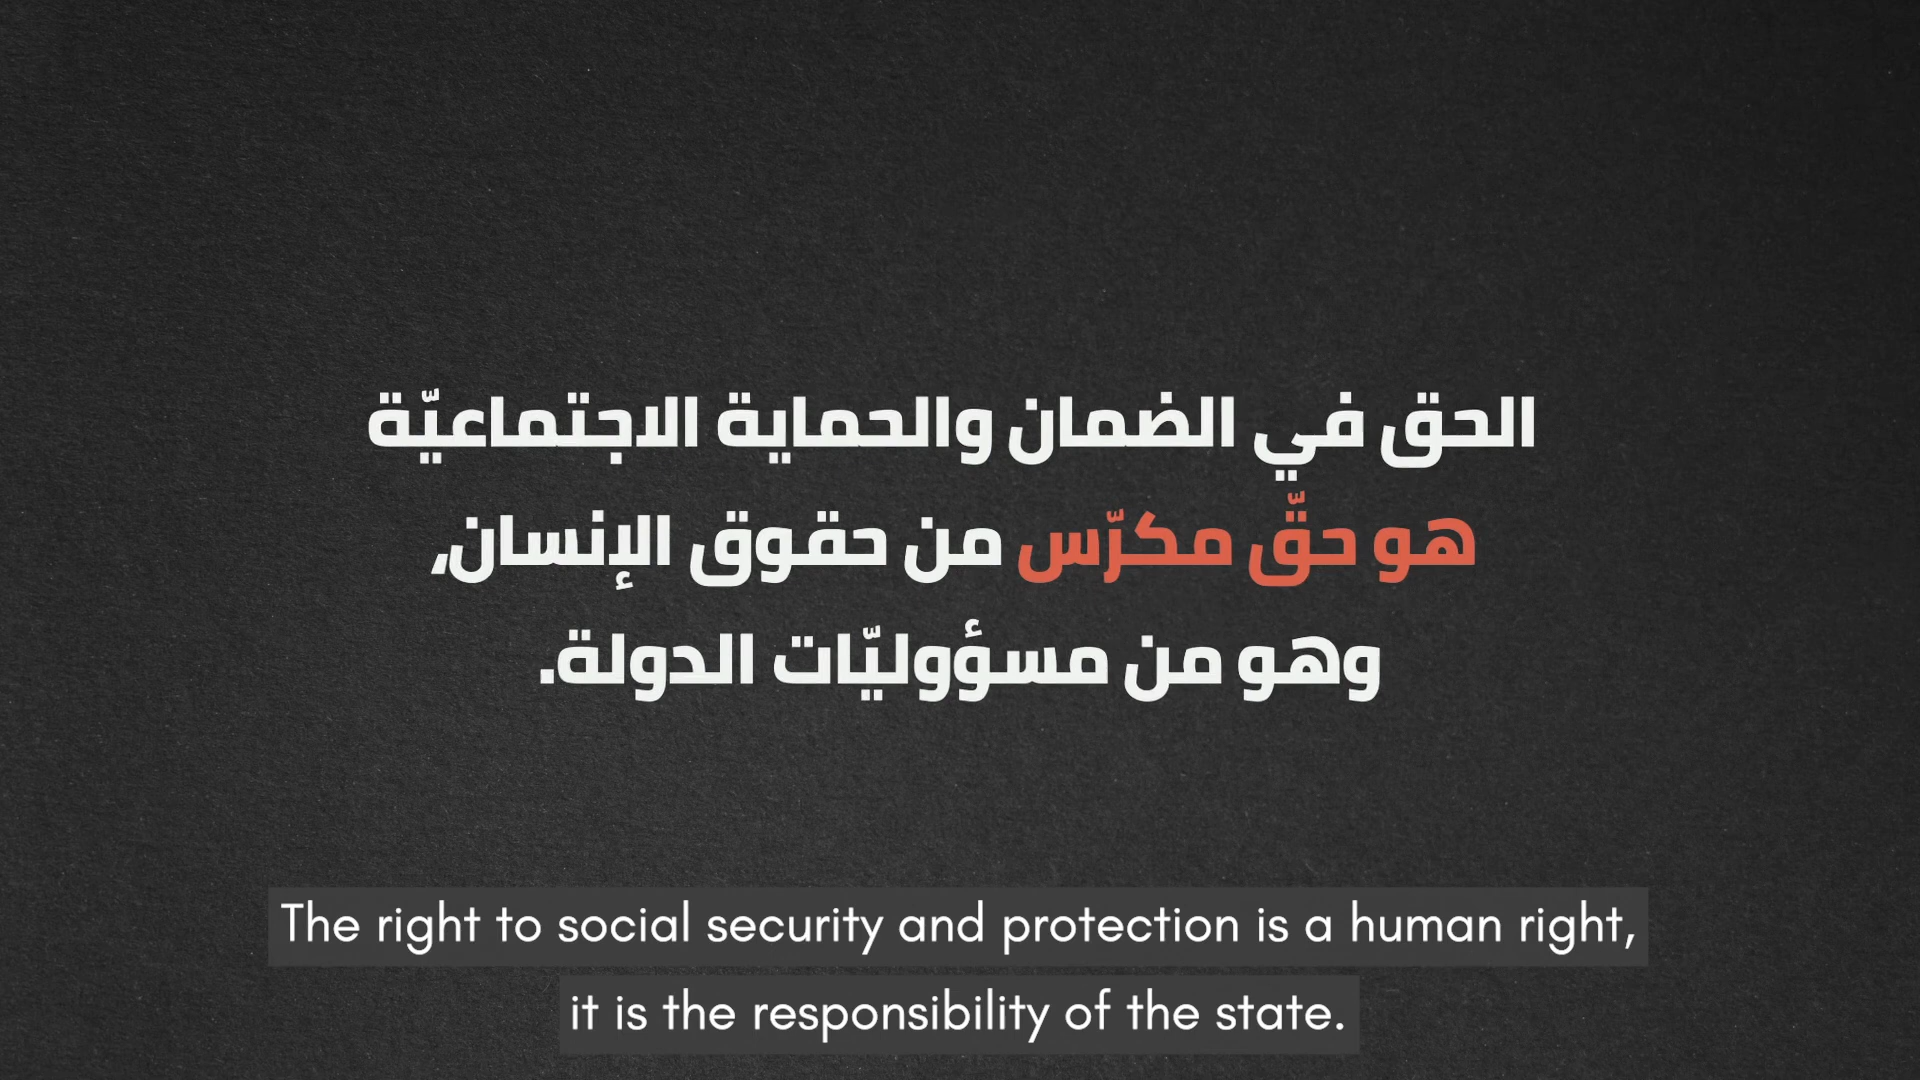 الحق في الضمان والحماية الاجتماعيّة
هو حقّ مكرّس من حقوق الإنسان،
وهو من مسؤوليّات الدولة.
The right to social security and protection is a human right,
it is the responsibility of the state.